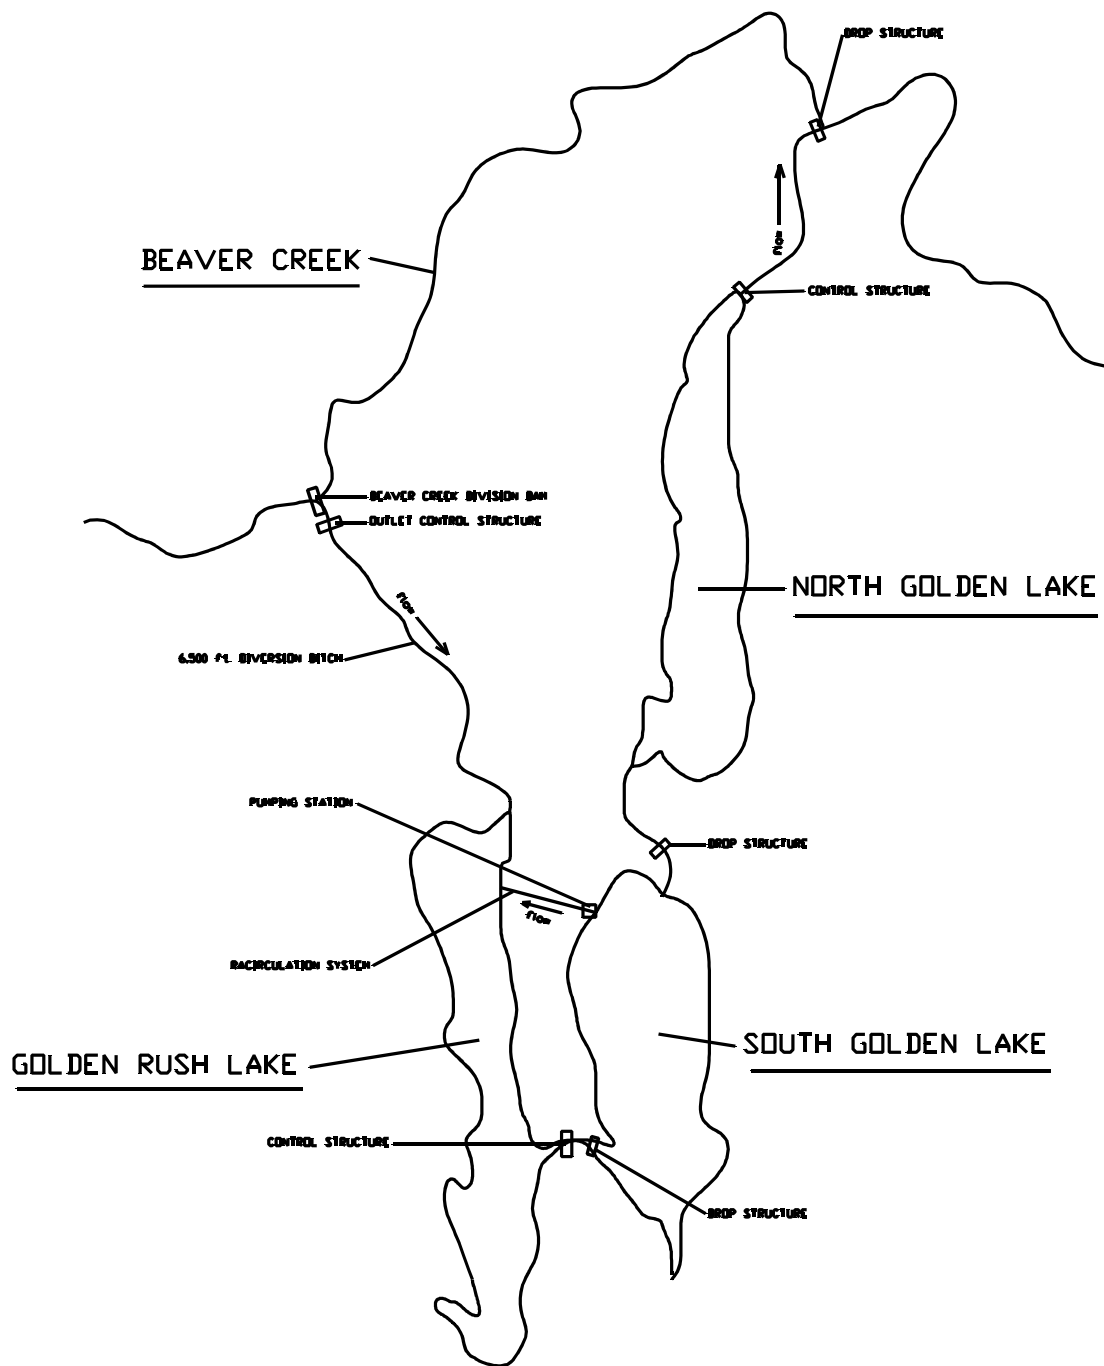 DROP STRUCTURE
flow
BEAVER CREEK
CONTROL STRUCTURE
BEAVER CREEK DIVISION DAM
OUTLET CONTROL STRUCTURE
NORTH GOLDEN LAKE
flow
6,500 ft. DIVERSION DITCH
PUMPING STATION
DROP STRUCTURE
flow
RACIRCULATION SYSTEM
SOUTH GOLDEN LAKE
GOLDEN RUSH LAKE
CONTROL STRUCTURE
DROP STRUCTURE